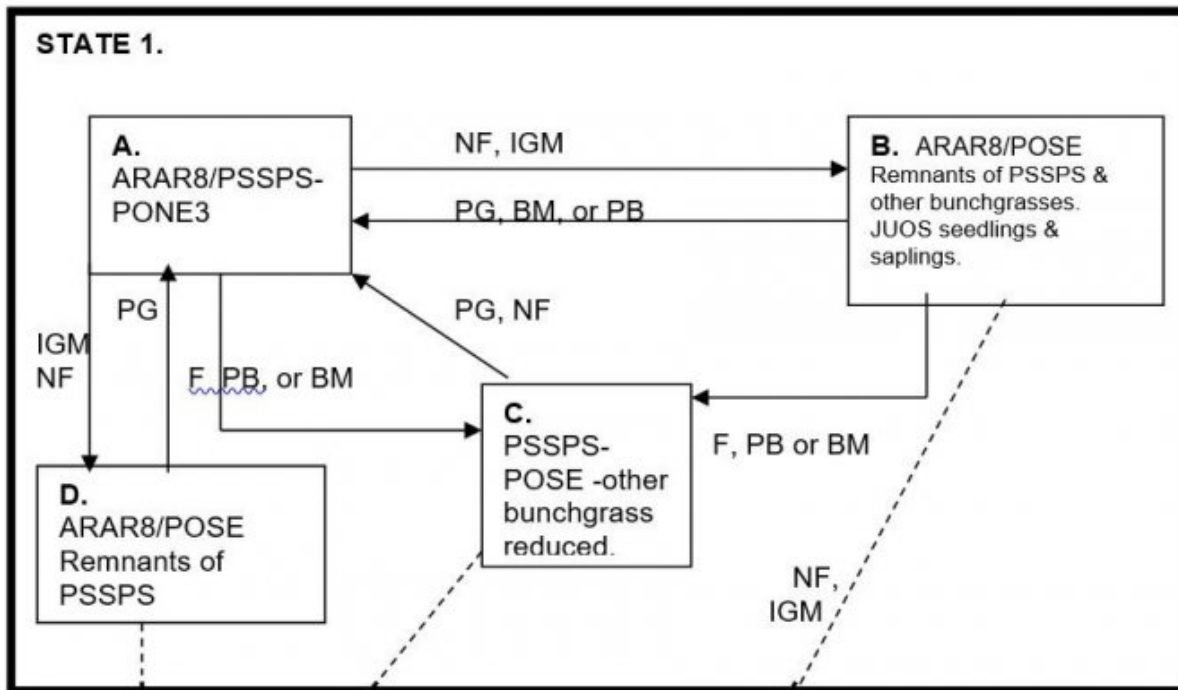 STATE 1.
A.
ARAR8/PSSPS-
PONE3
NF, IGM
PG, BM, or PB
B. ARAR8/POSE
Remnants of PSSPS &
other bunchgrasses.
JUOS seedlings &
saplings.
IGM
NF
PG
F PB, or BM
PG, NF
C.
PSSPS-
POSE -other
bunchgrass
reduced.
F, PB or BM
D.
ARAR8/POSE
Remnants of
PSSPS
NF,
IGM